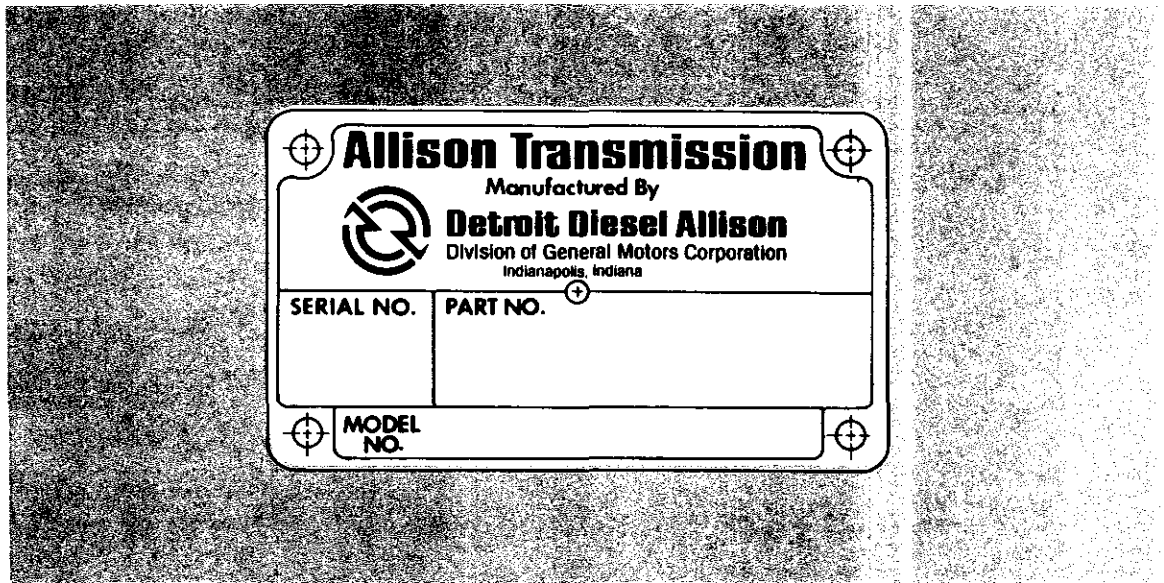 Allison Transmission
Manufactured By
Detroit Diesel Allison
Division of General Motors Corporation
Indianapolis, Indiana
SERIAL NO. PART NO.
MODEL
NO.